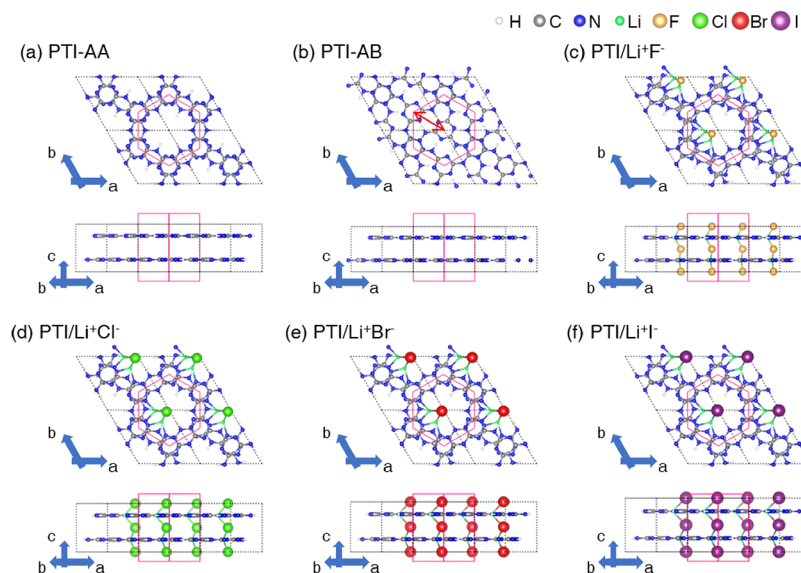 H C N Li F Cl Br I
(a) PTI-AA
(b) PTI-AB
(c) PTI/Li⁺F⁻
b
a
b
a
b
a
c
b
a
c
b
a
c
b
a
(d) PTI/Li⁺Cl⁻
(e) PTI/Li⁺Br⁻
(f) PTI/Li⁺I⁻
b
a
b
a
b
a
c
b
a
c
b
a
c
b
a